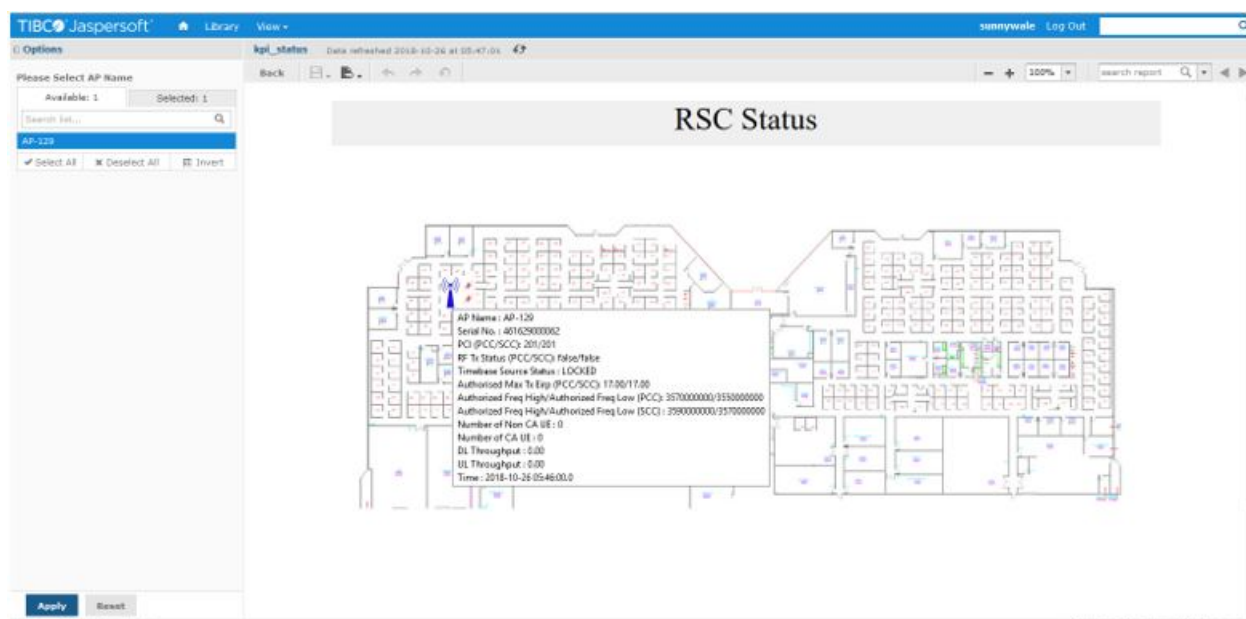 TIBCO Jaspersoft Library View sunnywale Log Out
Options
kpi_status Data refreshed 2018-10-26 at 05:47:05
Please Select AP Name
Back 100% search report
Available: 1 Selected: 1
Search list...
AP-129
Select All Deselect All Invert
RSC Status
AP Name : AP-129
Serial No. : 461629000062
PCI (PCC/SCC): 201/201
RF Tx Status (PCC/SCC): false/false
Timebase Source Status : LOCKED
Authorised Max Tx Eirp (PCC/SCC): 17.00/17.00
Authorized Freq High/Authorized Freq Low (PCC): 3570000000/3550000000
Authorized Freq High/Authorized Freq Low (SCC) : 3590000000/3570000000
Number of Non CA UE : 0
Number of CA UE : 0
DL Throughput : 0.00
UL Throughput : 0.00
Time : 2018-10-26 05:46:00.0
Apply Reset